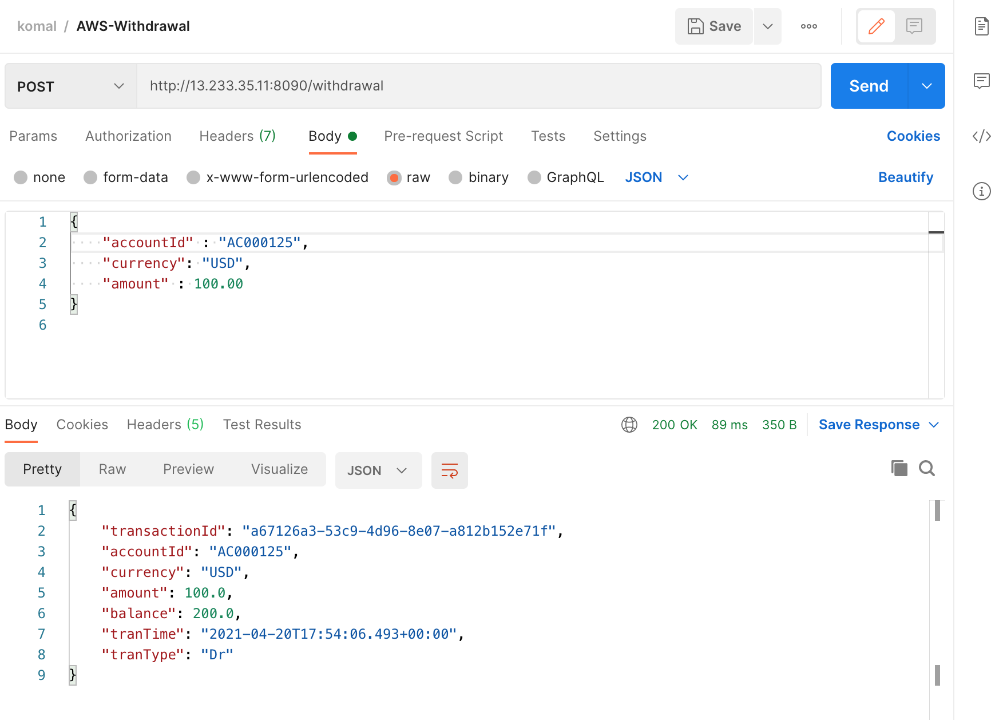 komal / AWS-Withdrawal
Save
POST
http://13.233.35.11:8090/withdrawal
Send
Params Authorization Headers (7) Body Pre-request Script Tests Settings Cookies
none form-data x-www-form-urlencoded raw binary GraphQL JSON Beautify
1 {
2 "accountId" : "AC000125",
3 "currency": "USD",
4 "amount" : 100.00
5 }
6
Body Cookies Headers (5) Test Results 200 OK 89 ms 350 B Save Response
Pretty Raw Preview Visualize JSON
1 {
2 "transactionId": "a67126a3-53c9-4d96-8e07-a812b152e71f",
3 "accountId": "AC000125",
4 "currency": "USD",
5 "amount": 100.0,
6 "balance": 200.0,
7 "tranTime": "2021-04-20T17:54:06.493+00:00",
8 "tranType": "Dr"
9 }